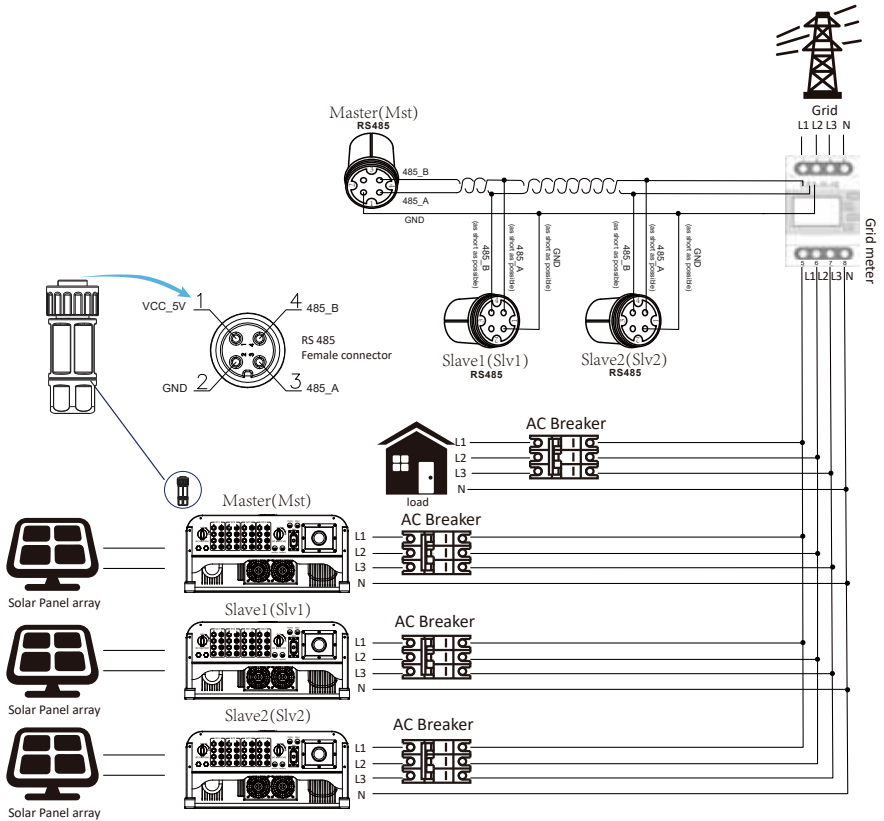 Grid
L1 L2 L3 N
Master(Mst)
RS485
485_B
485_A
GND
485_B
(as short as possible)
485_A
(as short as possible)
GND
(as short as possible)
485_B
(as short as possible)
485_A
(as short as possible)
GND
(as short as possible)
Grid meter
5 6 7 8
L1 L2 L3 N
VCC_5V
1
4
485_B
RS 485
Female connector
GND
2
3
485_A
Slave1(Slv1)
RS485
Slave2(Slv2)
RS485
AC Breaker
L1
L2
L3
N
load
Master(Mst)
AC Breaker
L1
L2
L3
N
Solar Panel array
Slave1(Slv1)
AC Breaker
L1
L2
L3
N
Solar Panel array
Slave2(Slv2)
AC Breaker
L1
L2
L3
N
Solar Panel array